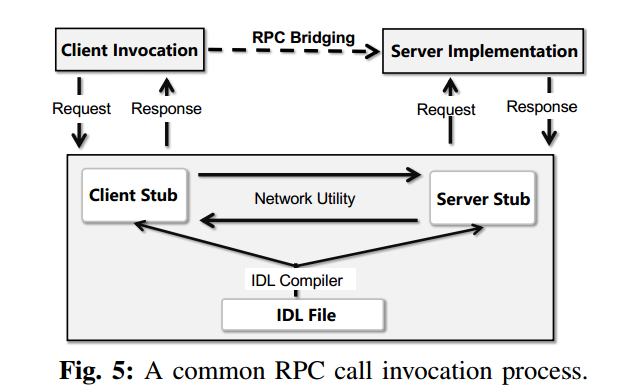 RPC Bridging
Client Invocation
Server Implementation
Request
Response
Request
Response
Client Stub
Network Utility
Server Stub
IDL Compiler
IDL File
Fig. 5: A common RPC call invocation process.